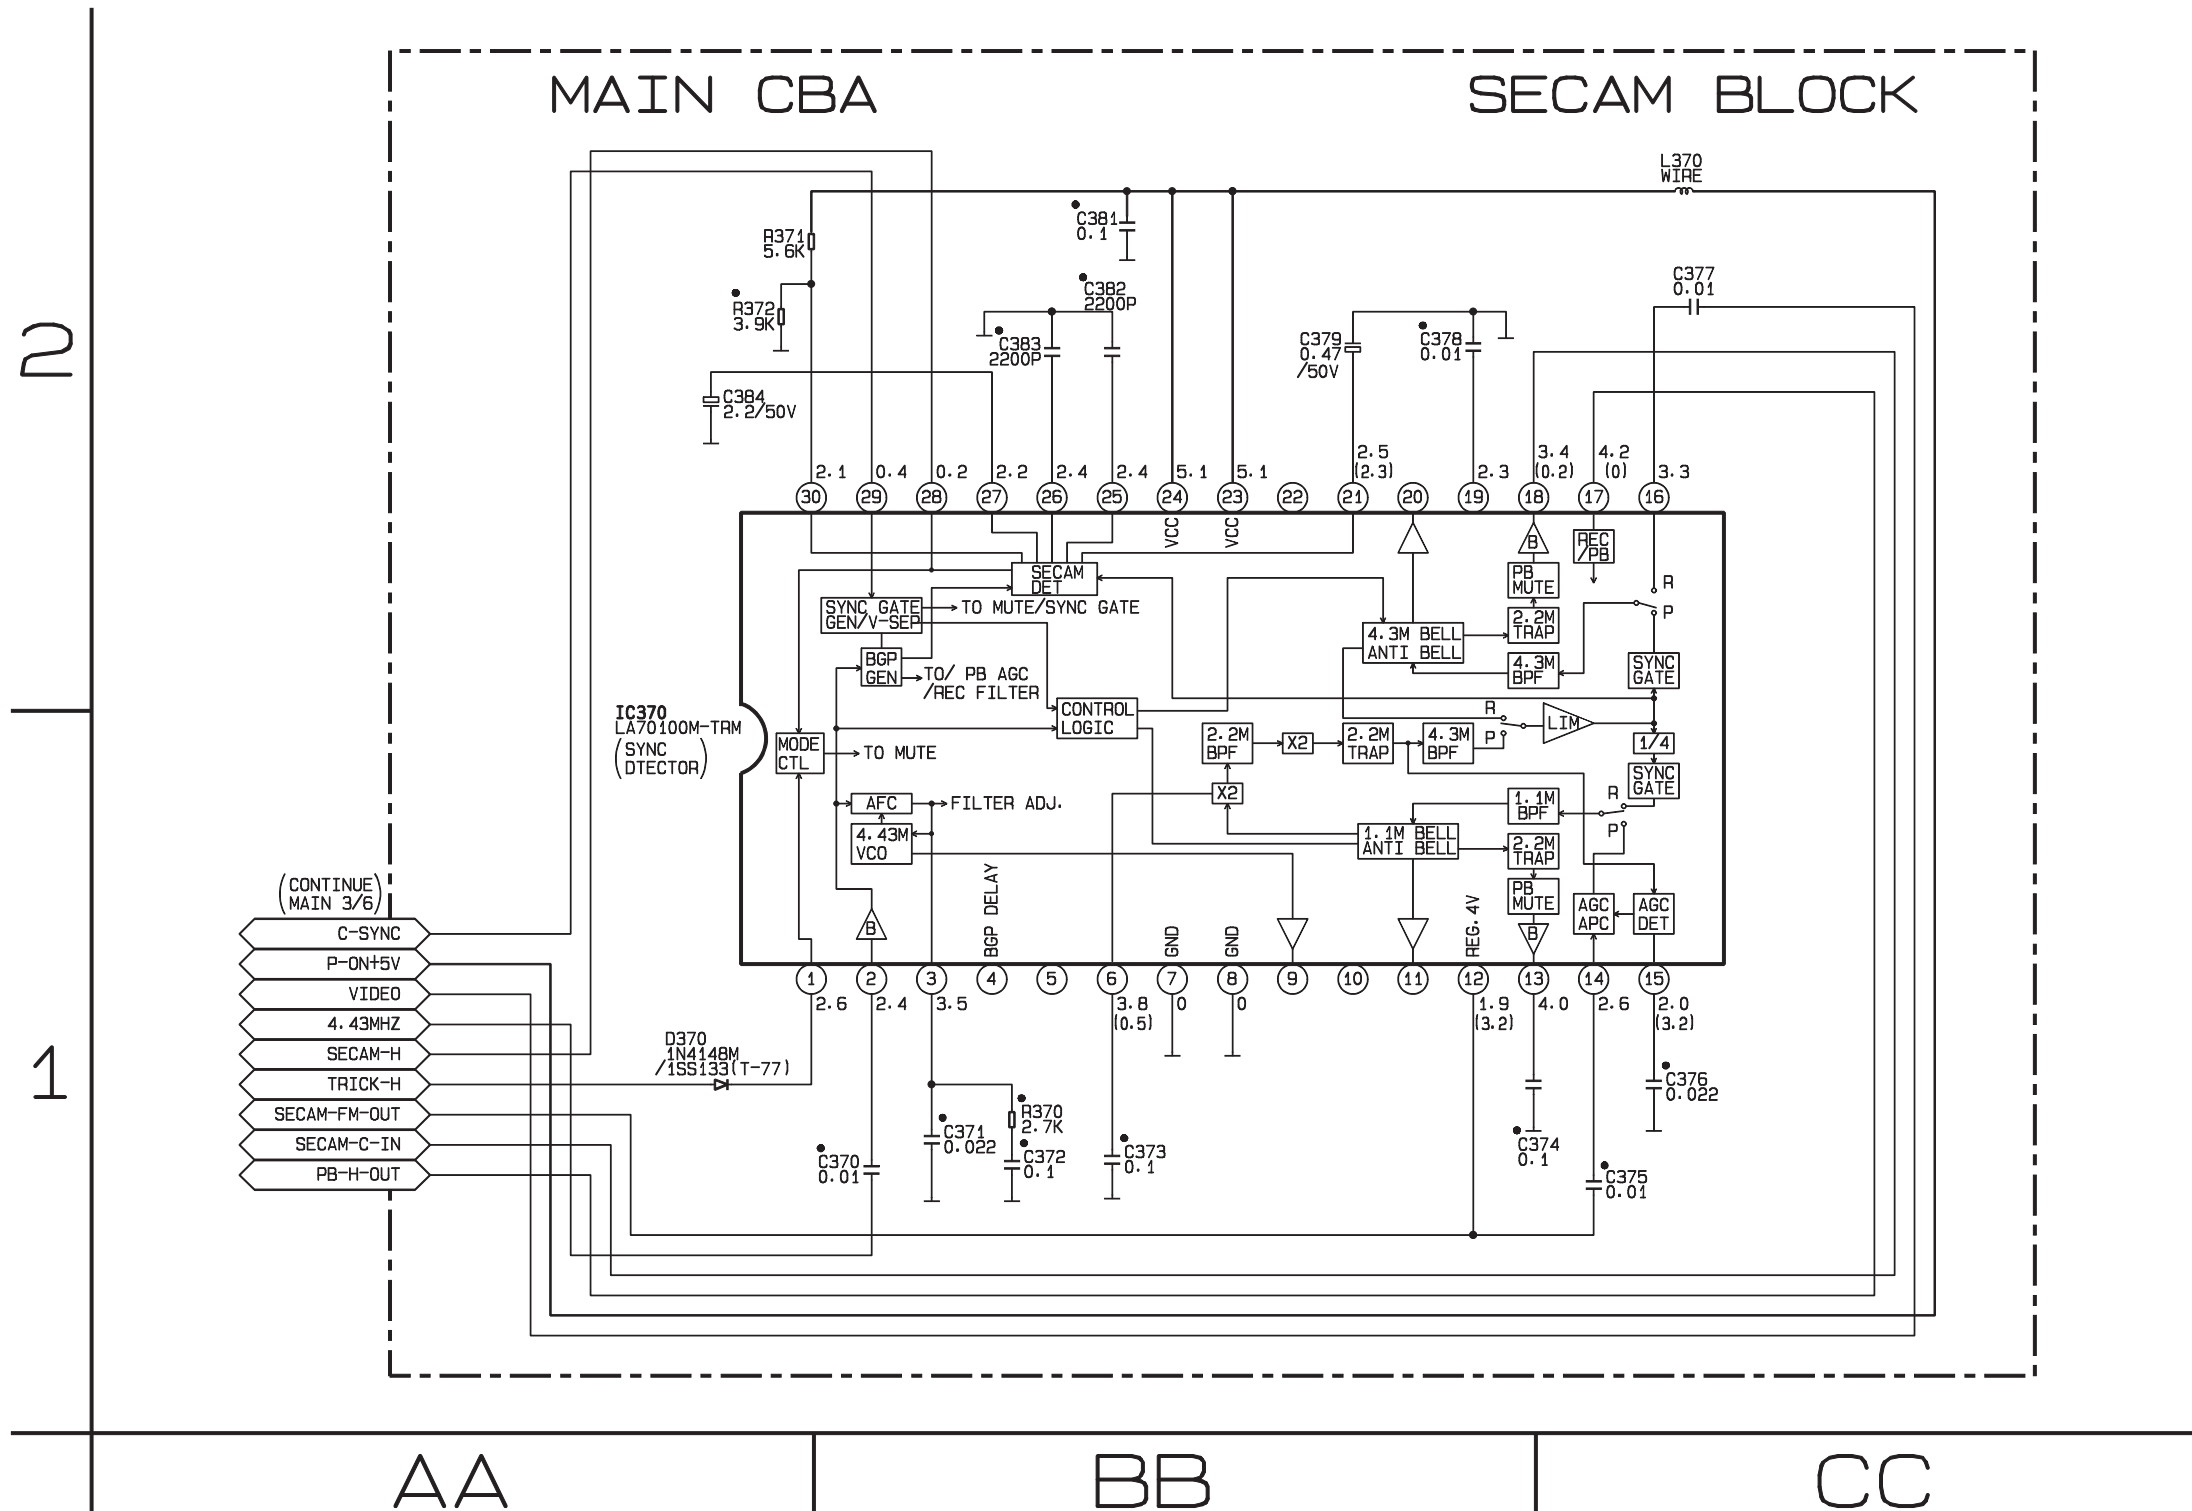 MAIN CBA
SECAM BLOCK
L370
WIRE
R371
5.6K
C381
0.1
R372
3.9K
C382
2200P
C383
2200P
C384
2.2/50V
C379
0.47
/50V
C378
0.01
C377
0.01
2.1
0.4
0.2
2.2
2.4
2.4
5.1
5.1
2.5
(2.3)
2.3
3.4
(0.2)
4.2
(0)
3.3
30
29
28
27
26
25
24
23
22
21
20
19
18
17
16
VCC
VCC
B
REC
/PB
SECAM
DET
PB
MUTE
R
P
SYNC GATE
GEN/V-SEP
TO MUTE/SYNC GATE
2.2M
TRAP
4.3M BELL
ANTI BELL
BGP
GEN
TO/ PB AGC
/REC FILTER
4.3M
BPF
SYNC
GATE
IC370
LA70100M-TRM
(SYNC
DTECTOR)
CONTROL
LOGIC
R
P
LIM
MODE
CTL
TO MUTE
2.2M
BPF
X2
2.2M
TRAP
4.3M
BPF
1/4
SYNC
GATE
X2
R
P
AFC
FILTER ADJ.
1.1M
BPF
4.43M
VCO
1.1M BELL
ANTI BELL
2.2M
TRAP
PB
MUTE
AGC
APC
AGC
DET
B
BGP DELAY
GND
GND
REG.4V
B
1
2
3
4
5
6
7
8
9
10
11
12
13
14
15
2.6
2.4
3.5
3.8
(0.5)
0
0
1.9
(3.2)
4.0
2.6
2.0
(3.2)
(CONTINUE
MAIN 3/6)
C-SYNC
P-ON+5V
VIDEO
4.43MHZ
SECAM-H
TRICK-H
SECAM-FM-OUT
SECAM-C-IN
PB-H-OUT
D370
1N4148M
/1SS133(T-77)
C370
0.01
C371
0.022
R370
2.7K
C372
0.1
C373
0.1
C374
0.1
C375
0.01
C376
0.022
2
1
AA
BB
CC